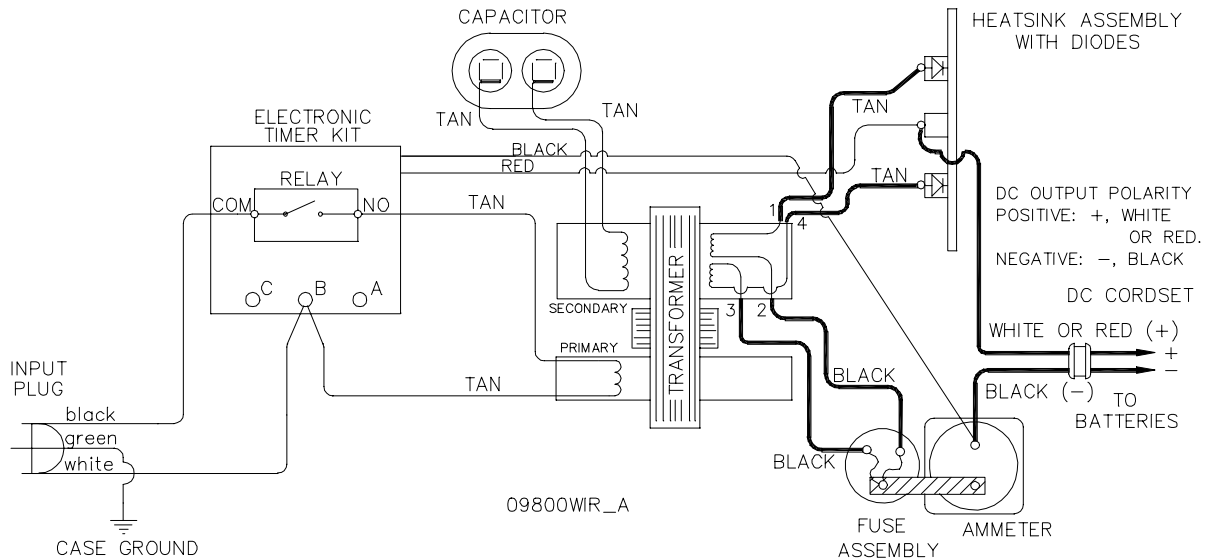 CAPACITOR
HEATSINK ASSEMBLY
WITH DIODES
ELECTRONIC
TIMER KIT
TAN
TAN
TAN
BLACK
RED
RELAY
COM
NO
TAN
TAN
1
4
DC OUTPUT POLARITY
POSITIVE: +, WHITE
OR RED.
NEGATIVE: −, BLACK
C
B
A
SECONDARY
TRANSFORMER
3
2
DC CORDSET
PRIMARY
WHITE OR RED (+)
+
−
BLACK (−)
TO
BATTERIES
INPUT
PLUG
TAN
BLACK
black
green
white
BLACK
09800WIR_A
CASE GROUND
FUSE
ASSEMBLY
AMMETER